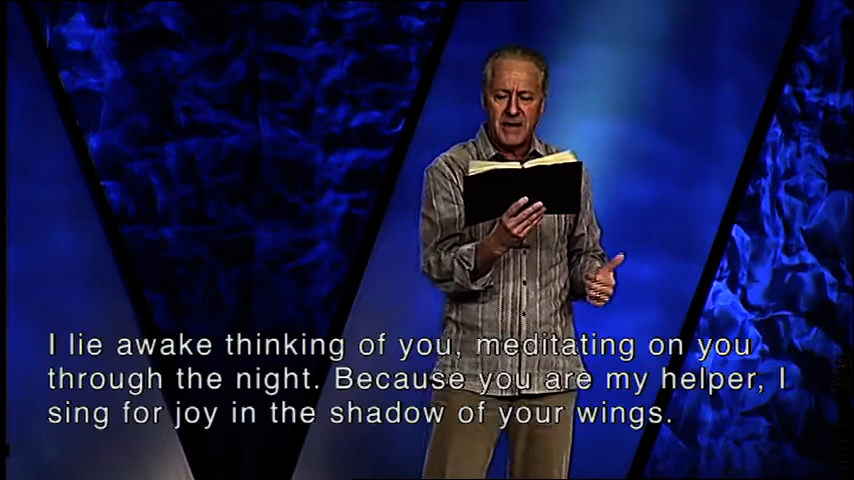 I lie awake thinking of you, meditating on you
through the night. Because you are my helper, I
sing for joy in the shadow of your wings.